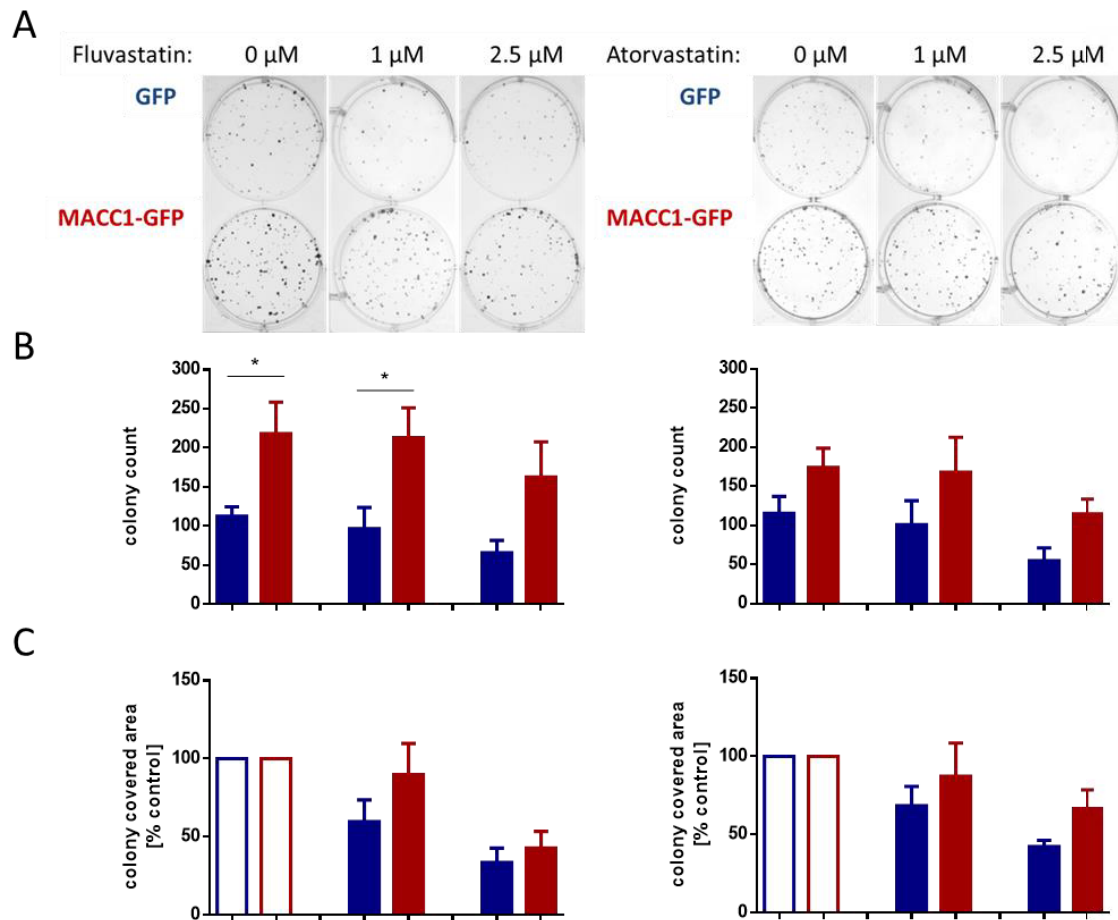 A
Fluvastatin: 0 µM 1 µM 2.5 µM Atorvastatin: 0 µM 1 µM 2.5 µM
GFP GFP
MACC1-GFP MACC1-GFP
B
* *
300 300
250 250
200 200
150 150
100 100
50 50
0 0
colony count colony count
C
150 150
100 100
50 50
0 0
colony covered area colony covered area
[% control] [% control]